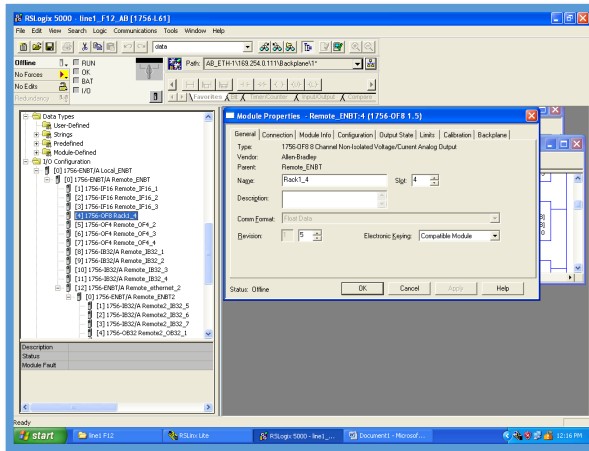 RSLogix 5000 - line1_F12_AB [1756-L61]
File Edit View Search Logic Communications Tools Window Help
data
Offline
RUN
No Forces
OK
No Edits
BAT
Redundancy
I/O
Path: AB_ETH-1\169.254.0.111\Backplane\1*
Favorites Bit Timer/Counter Input/Output Compare
Data Types
User-Defined
Strings
Predefined
Module-Defined
I/O Configuration
[0] 1756-ENBT/A Local_ENBT
[0] 1756-ENBT/A Remote_ENBT
[1] 1756-IF16 Remote_IF16_1
[2] 1756-IF16 Remote_IF16_2
[3] 1756-IF16 Remote_IF16_3
[4] 1756-OF8 Rack1_4
[5] 1756-OF4 Remote_OF4_2
[6] 1756-OF4 Remote_OF4_3
[7] 1756-OF4 Remote_OF4_4
[8] 1756-IB32/A Remote_IB32_1
[9] 1756-IB32/A Remote_IB32_2
[10] 1756-IB32/A Remote_IB32_3
[11] 1756-IB32/A Remote_IB32_4
[12] 1756-ENBT/A Remote_ethernet_2
[0] 1756-ENBT/A Remote_ENBT2
[1] 1756-IB32/A Remote2_IB32_5
[2] 1756-IB32/A Remote2_IB32_6
[3] 1756-IB32/A Remote2_IB32_7
[4] 1756-OB32 Remote2_OB32_1
Description
Status
Module Fault
Module Properties - Remote_ENBT:4 (1756-OF8 1.5)
General Connection Module Info Configuration Output State Limits Calibration Backplane
Type: 1756-OF8 8 Channel Non-Isolated Voltage/Current Analog Output
Vendor: Allen-Bradley
Parent: Remote_ENBT
Name: Rack1_4 Slot: 4
Description:
Comm Format: Float Data
Revision: 1 5 Electronic Keying: Compatible Module
Status: Offline OK Cancel Apply Help
Ready
start line1 F12 RSLinx Lite RSLogix 5000 - line1_... Document1 - Microsof... 12:16 PM